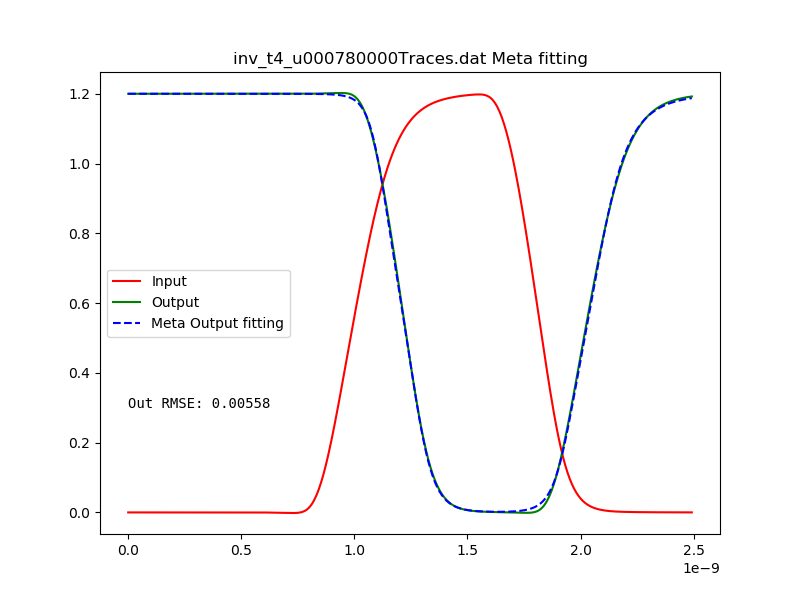 inv_t4_u000780000Traces.dat Meta fitting
1.2
1.0
0.8
0.6
0.4
0.2
0.0
Input
Output
Meta Output fitting
Out RMSE: 0.00558
0.0
0.5
1.0
1.5
2.0
2.5
1e−9